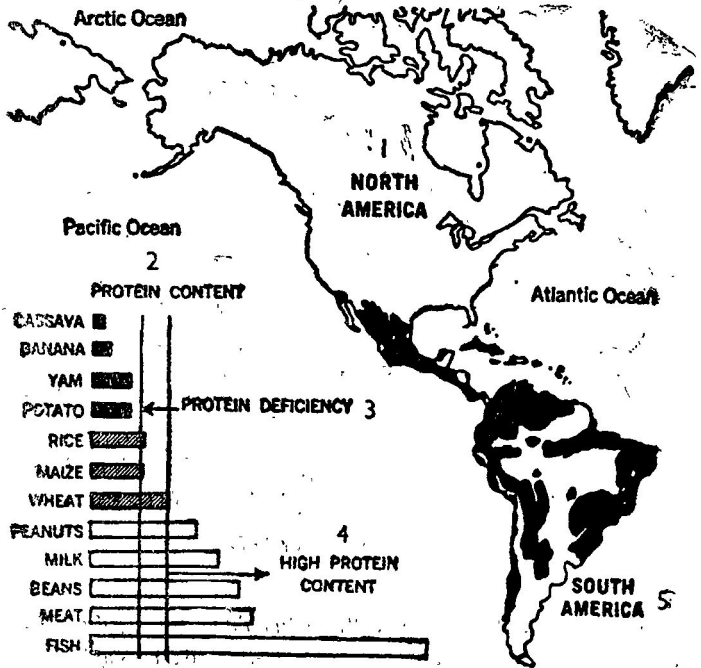 Arctic Ocean
1
NORTH
AMERICA
Pacific Ocean
2
PROTEIN CONTENT
Atlantic Ocean
CASSAVA
BANANA
YAM
POTATO
PROTEIN DEFICIENCY 3
RICE
MAIZE
WHEAT
PEANUTS
4
MILK
HIGH PROTEIN
CONTENT
BEANS
SOUTH
AMERICA 5
MEAT
FISH